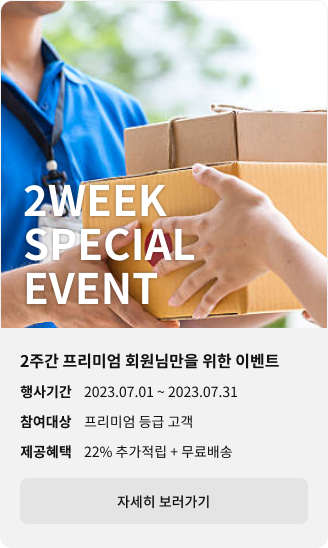 2WEEK
SPECIAL
EVENT
2주간 프리미엄 회원님만을 위한 이벤트
행사기간 2023.07.01 ~ 2023.07.31
참여대상 프리미엄 등급 고객
제공혜택 22% 추가적립 + 무료배송
자세히 보러가기